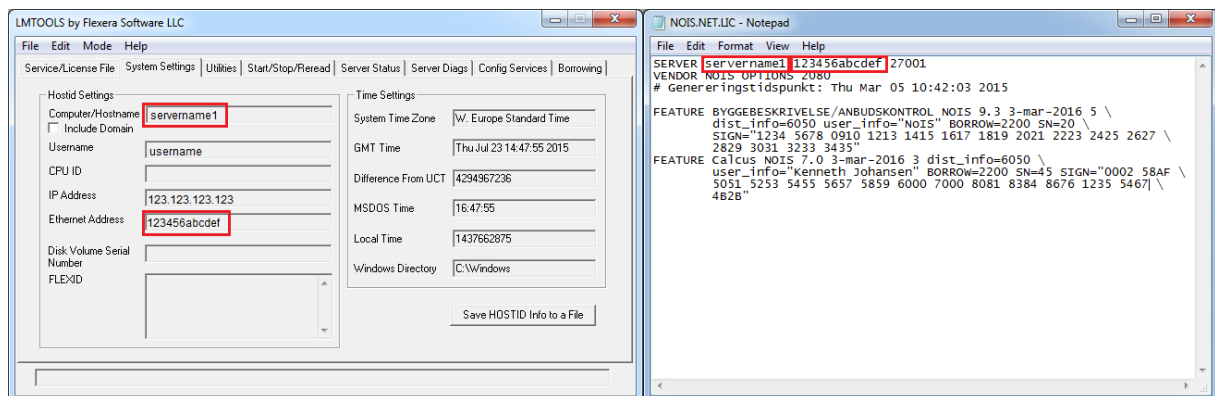 LMTOOLS by Flexera Software LLC
File Edit Mode Help
Service/License File System Settings Utilities Start/Stop/Reread Server Status Server Diags Config Services Borrowing
Hostid Settings
Computer/Hostname servername1
Include Domain
Username username
CPU ID
IP Address 123.123.123.123
Ethernet Address 123456abcdef
Disk Volume Serial
Number
FLEXID
Time Settings
System Time Zone W. Europe Standard Time
GMT Time Thu Jul 23 14:47:55 2015
Difference From UCT 4294967236
MSDOS Time 16:47:55
Local Time 1437662875
Windows Directory C:\Windows
Save HOSTID Info to a File
NOIS.NET.LIC - Notepad
File Edit Format View Help
SERVER servername1 123456abcdef 27001
VENDOR NOIS OPTIONS 2080
# Genereringstidspunkt: Thu Mar 05 10:42:03 2015
FEATURE BYGGEBESKRIVELSE/ANBUDSKONTROL NOIS 9.3 3-mar-2016 5 \
dist_info=6050 user_info="NoIS" BORROW=2200 SN=20 \
SIGN="1234 5678 0910 1213 1415 1617 1819 2021 2223 2425 2627 \
2829 3031 3233 3435"
FEATURE Calcus NOIS 7.0 3-mar-2016 3 dist_info=6050 \
user_info="Kenneth Johansen" BORROW=2200 SN=45 SIGN="0002 58AF \
5051 5253 5455 5657 5859 6000 7000 8081 8384 8676 1235 5467 \
4B2B"